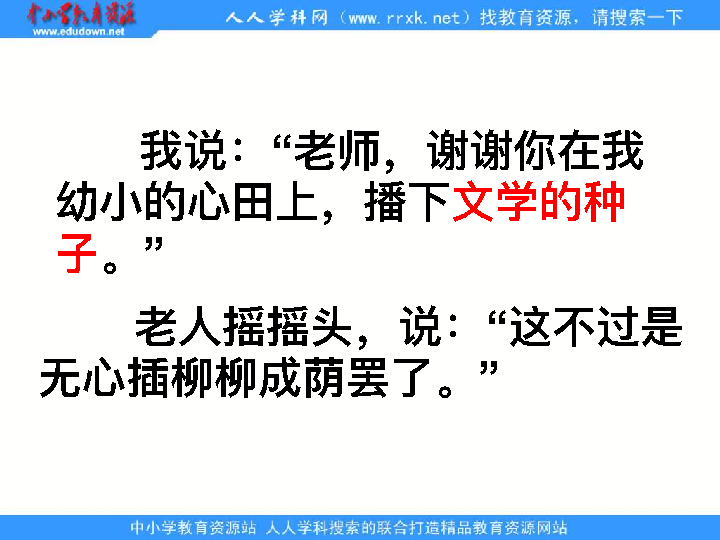 中小学教育资源
www.edudown.net
人人学科网（www.rrxk.net）找教育资源，请搜索一下
我说：“老师，谢谢你在我
幼小的心田上，播下文学的种
子。”
老人摇摇头，说：“这不过是
无心插柳柳成荫罢了。”
中小学教育资源站 人人学科搜索的联合打造精品教育资源网站